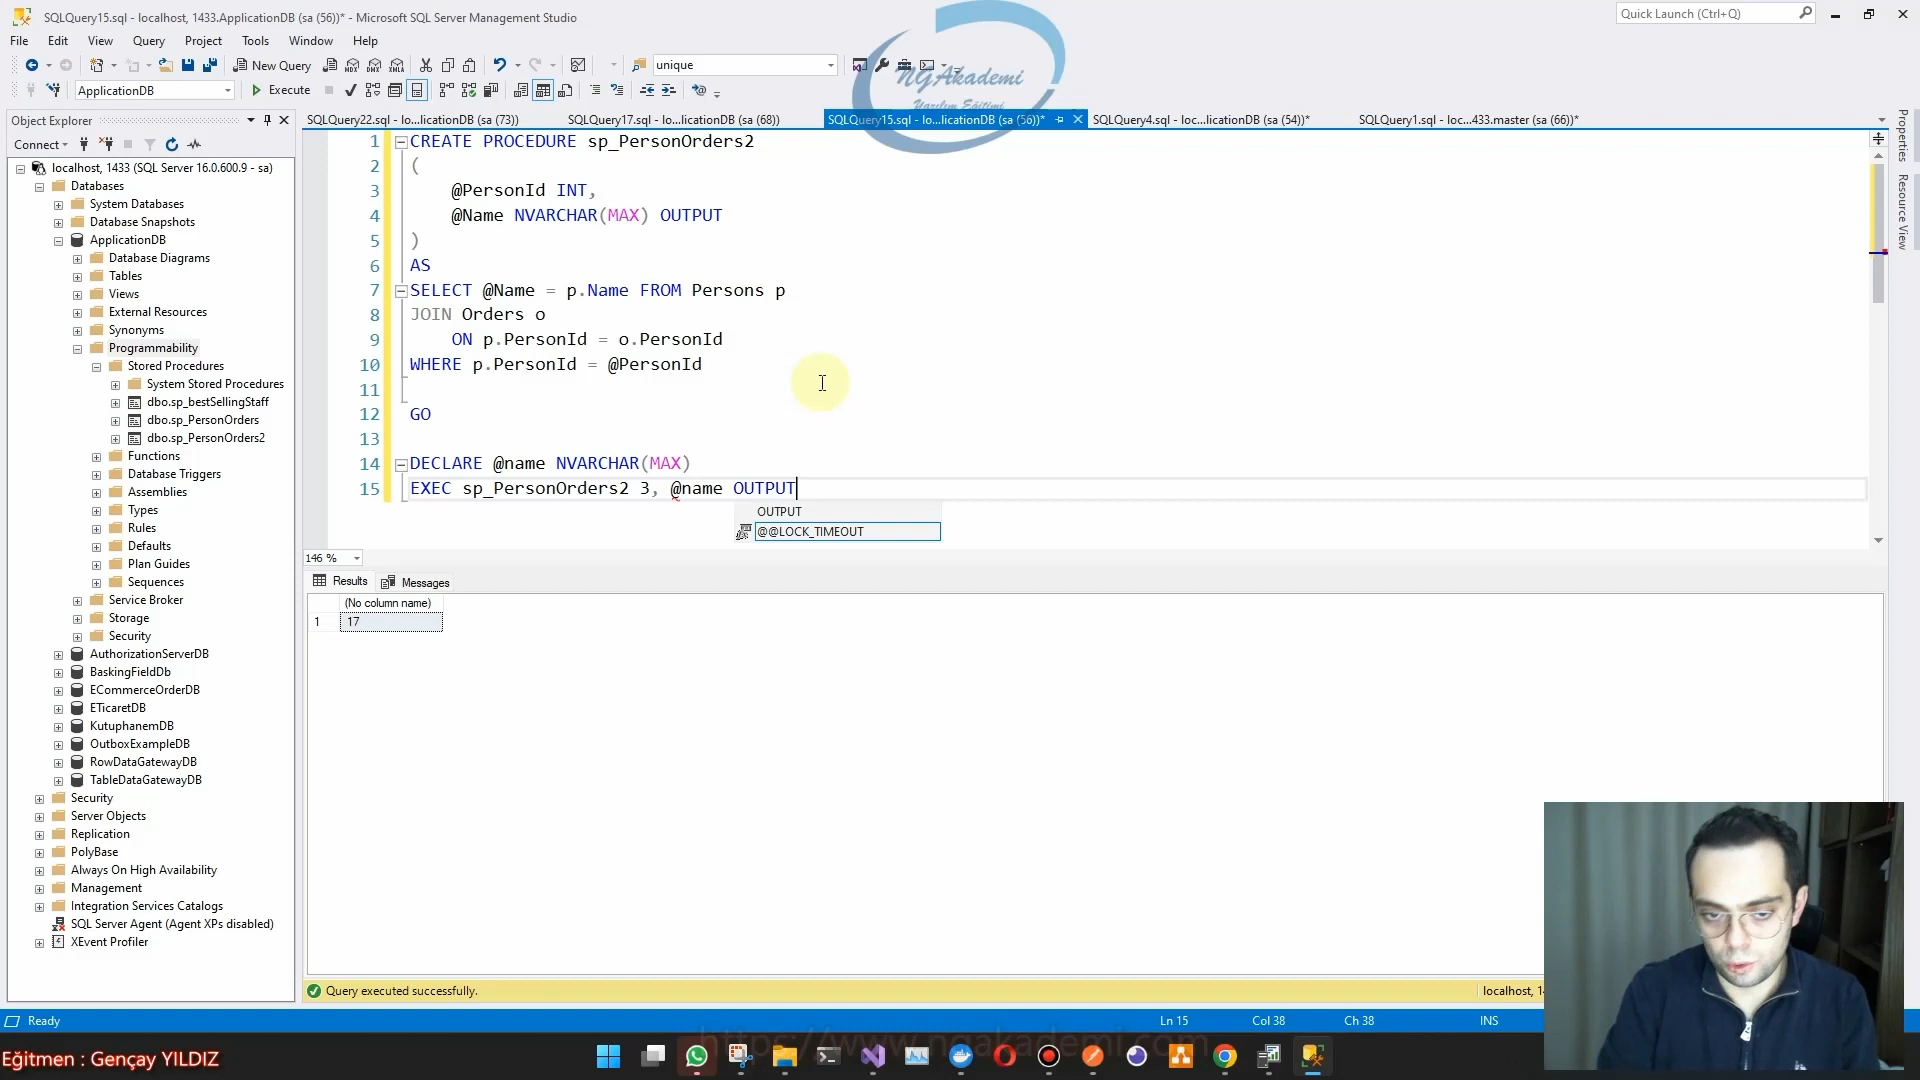 SQLQuery15.sql - localhost, 1433.ApplicationDB (sa (56))* - Microsoft SQL Server Management Studio
Quick Launch (Ctrl+Q)
File Edit View Query Project Tools Window Help
New Query
unique
ApplicationDB
Execute
NGAkademi
Yazılım Eğitimi
Object Explorer
SQLQuery22.sql - lo...licationDB (sa (73))
SQLQuery17.sql - lo...licationDB (sa (68))
SQLQuery15.sql - lo...licationDB (sa (56))*
SQLQuery4.sql - loc...licationDB (sa (54))*
SQLQuery1.sql - loc...433.master (sa (66))*
Properties
Resource View
Connect
localhost, 1433 (SQL Server 16.0.600.9 - sa)
Databases
System Databases
Database Snapshots
ApplicationDB
Database Diagrams
Tables
Views
External Resources
Synonyms
Programmability
Stored Procedures
System Stored Procedures
dbo.sp_bestSellingStaff
dbo.sp_PersonOrders
dbo.sp_PersonOrders2
Functions
Database Triggers
Assemblies
Types
Rules
Defaults
Plan Guides
Sequences
Service Broker
Storage
Security
AuthorizationServerDB
BaskingFieldDb
ECommerceOrderDB
ETicaretDB
KutuphanemDB
OutboxExampleDB
RowDataGatewayDB
TableDataGatewayDB
Security
Server Objects
Replication
PolyBase
Always On High Availability
Management
Integration Services Catalogs
SQL Server Agent (Agent XPs disabled)
XEvent Profiler
1 CREATE PROCEDURE sp_PersonOrders2
2 (
3 @PersonId INT,
4 @Name NVARCHAR(MAX) OUTPUT
5 )
6 AS
7 SELECT @Name = p.Name FROM Persons p
8 JOIN Orders o
9 ON p.PersonId = o.PersonId
10 WHERE p.PersonId = @PersonId
11
12 GO
13
14 DECLARE @name NVARCHAR(MAX)
15 EXEC sp_PersonOrders2 3, @name OUTPUT
OUTPUT
@@LOCK_TIMEOUT
146 %
Results Messages
(No column name)
1 17
Query executed successfully.
localhost, 1
Ready
Ln 15 Col 38 Ch 38 INS
http://www.ngakademi.com
Eğitmen : Gençay YILDIZ